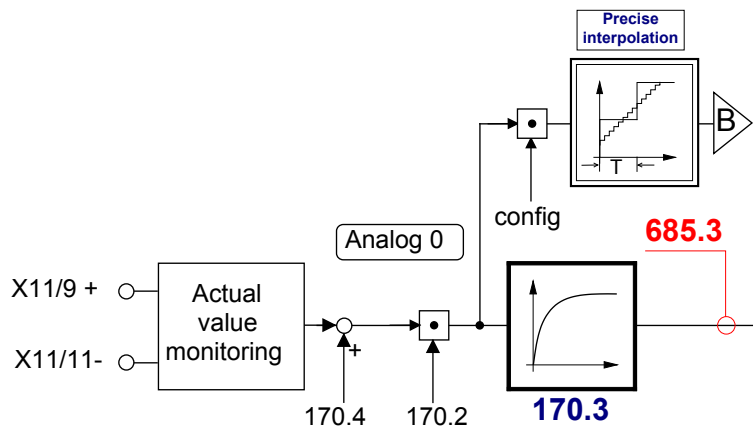 Precise
interpolation
B
T
config
Analog 0
685.3
X11/9 +
Actual
value
monitoring
X11/11-
+
170.4
170.2
170.3